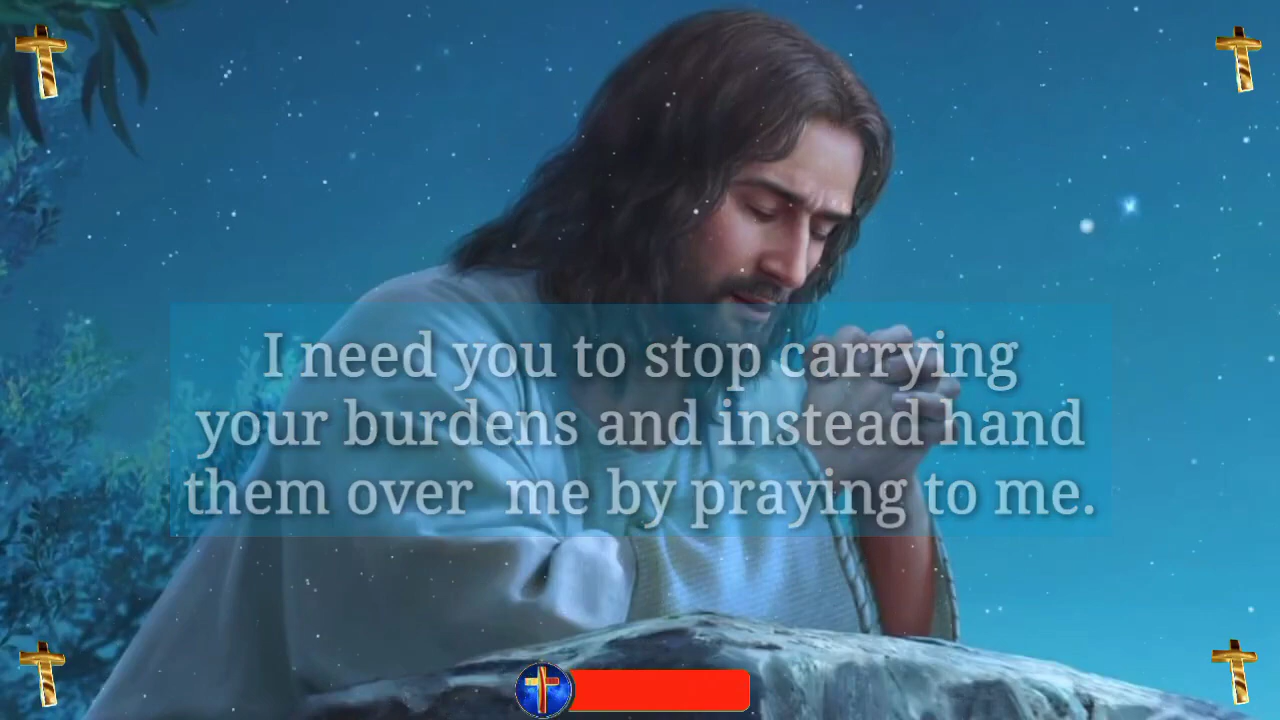 I need you to stop carrying
your burdens and instead hand
them over  me by praying to me.